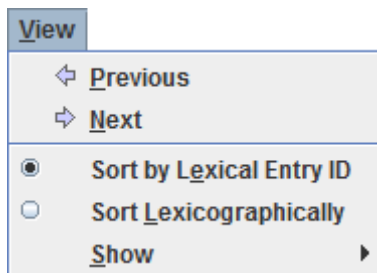 View
Previous
Next
Sort by Lexical Entry ID
Sort Lexicographically
Show